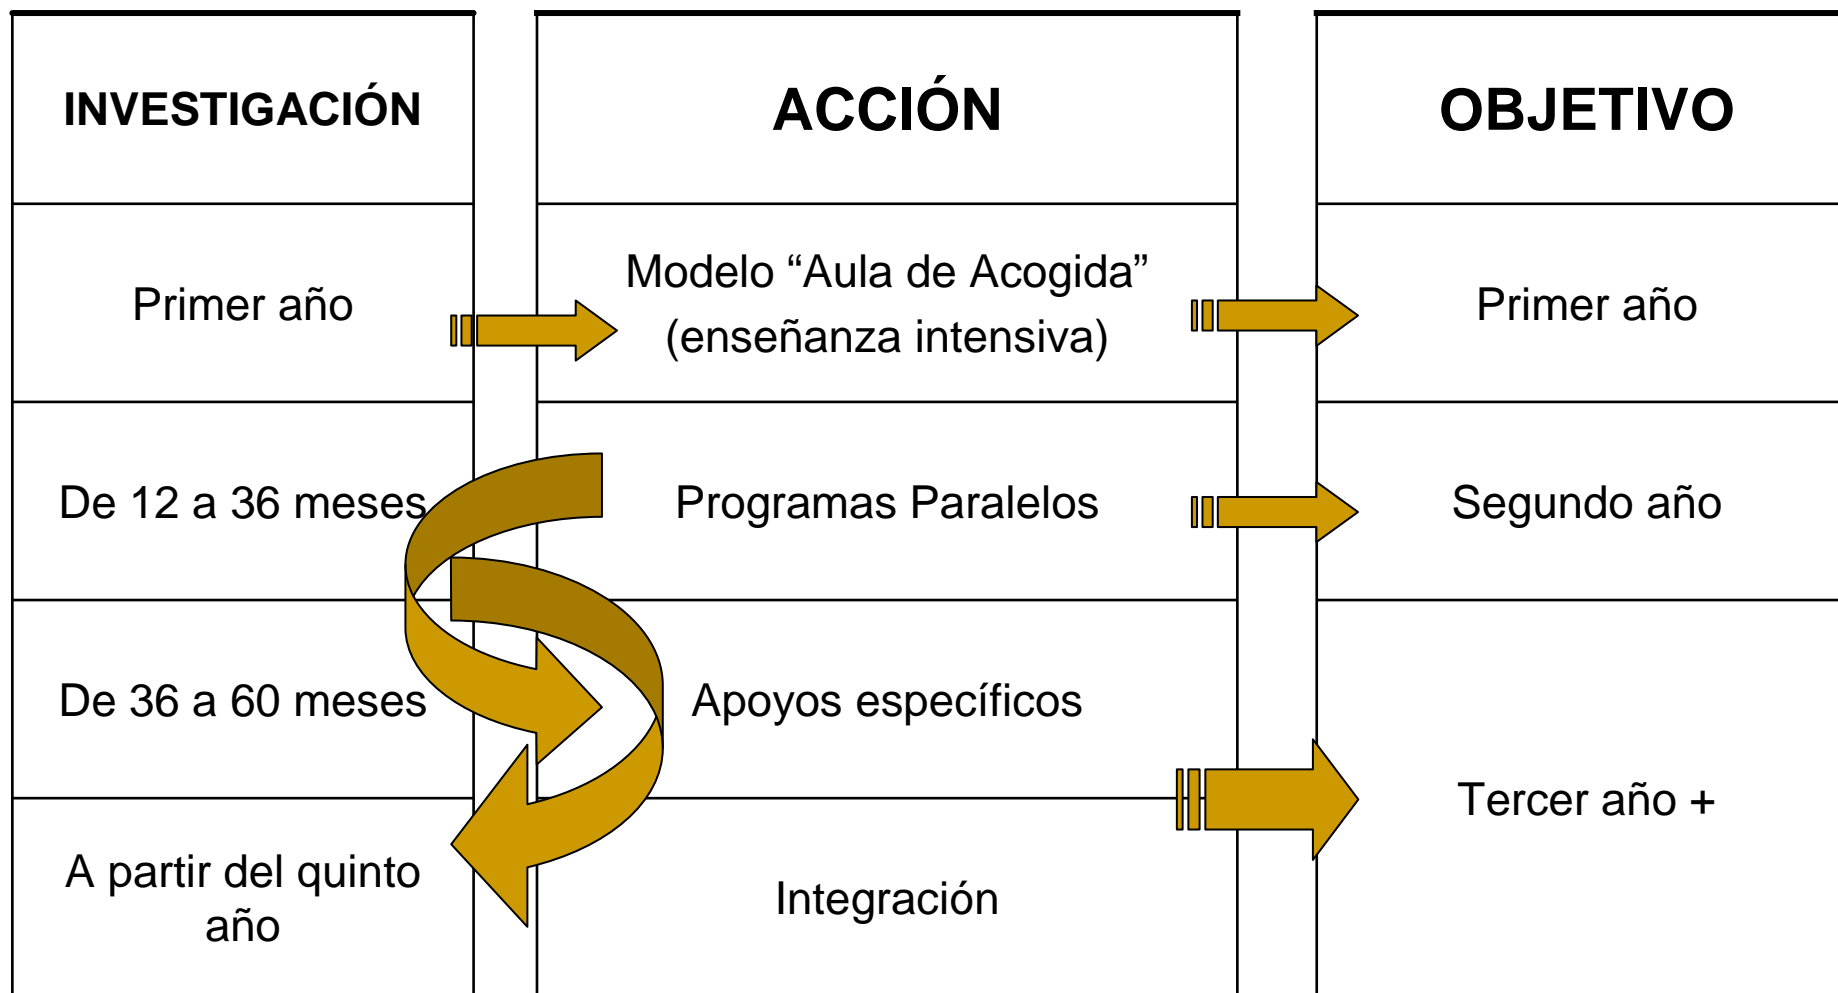 INVESTIGACIÓN
ACCIÓN
OBJETIVO
Primer año
Modelo “Aula de Acogida”
(enseñanza intensiva)
Primer año
De 12 a 36 meses
Programas Paralelos
Segundo año
De 36 a 60 meses
Apoyos específicos
Tercer año +
A partir del quinto
año
Integración